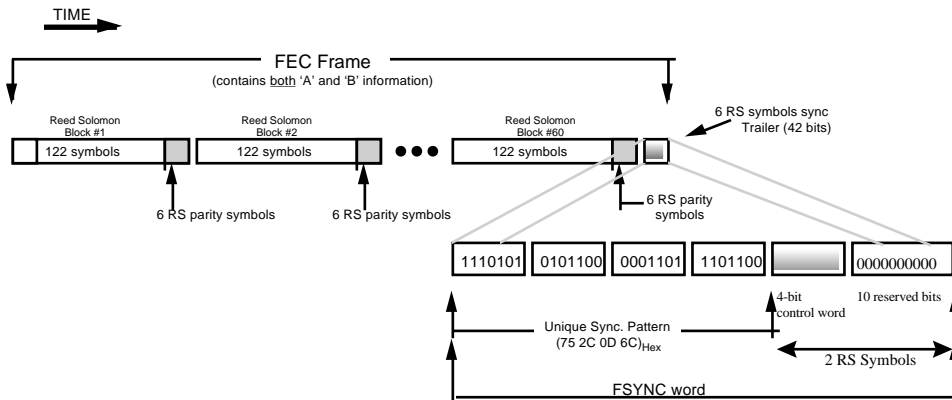 TIME
FEC Frame
(contains both ‘A’ and ‘B’ information)
6 RS symbols sync
Trailer (42 bits)
Reed Solomon
Block #1
Reed Solomon
Block #2
Reed Solomon
Block #60
122 symbols
122 symbols
122 symbols
6 RS parity symbols
6 RS parity symbols
6 RS parity
symbols
1110101
0101100
0001101
1101100
0000000000
4-bit
control word
10 reserved bits
Unique Sync. Pattern
(75 2C 0D 6C)Hex
2 RS Symbols
FSYNC word